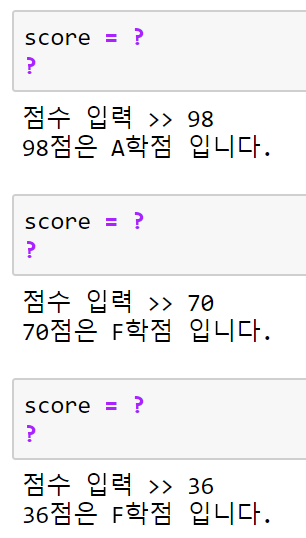 score = ?
?
점수 입력 >> 98
98점은 A학점 입니다.
score = ?
?
점수 입력 >> 70
70점은 F학점 입니다.
score = ?
?
점수 입력 >> 36
36점은 F학점 입니다.